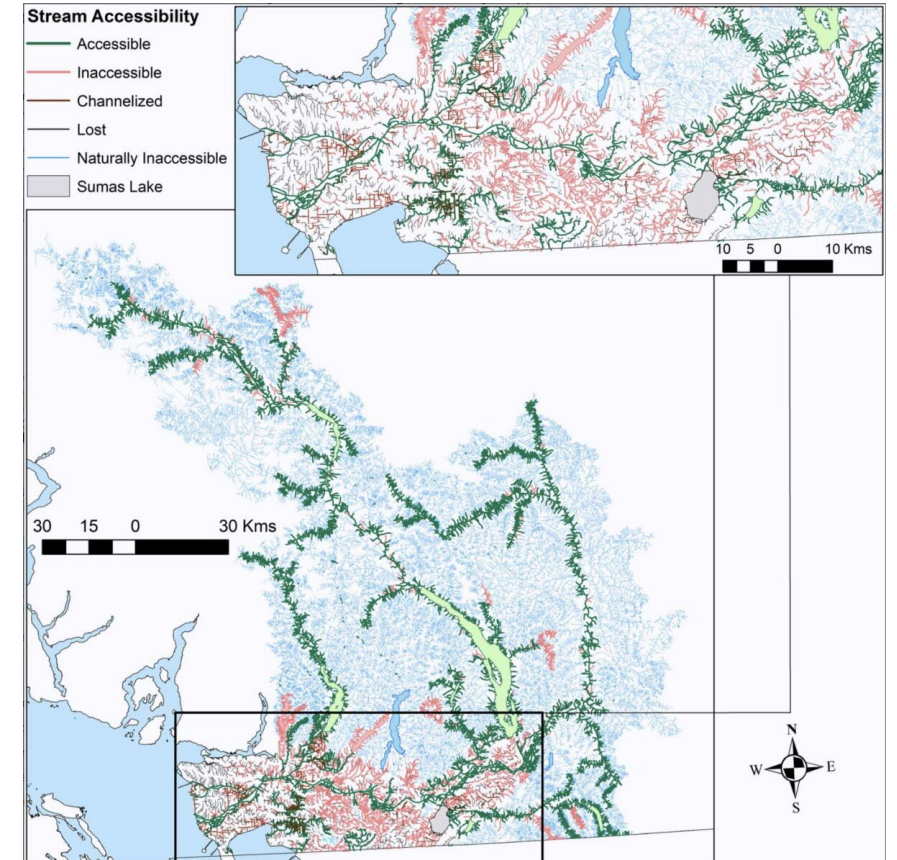 Stream Accessibility
Accessible
Inaccessible
Channelized
Lost
Naturally Inaccessible
Sumas Lake
10 5 0 10 Kms
30 15 0 30 Kms
N
W E
S